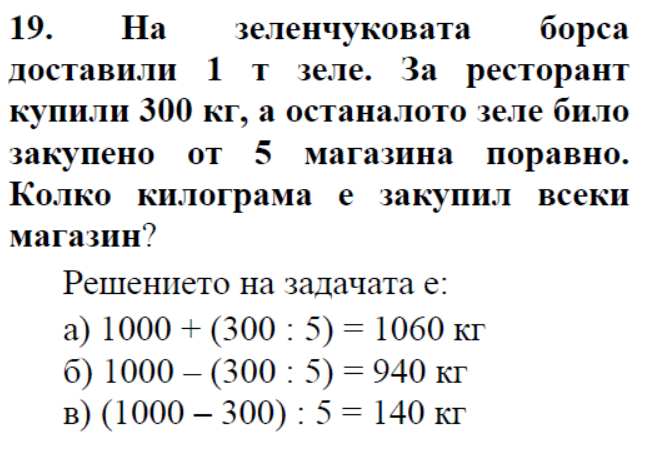 19. На зеленчуковата борса
доставили 1 т зеле. За ресторант
купили 300 кг, а останалото зеле било
закупено от 5 магазина поравно.
Колко килограма е закупил всеки
магазин?
Решението на задачата е:
а) 1000 + (300 : 5) = 1060 кг
б) 1000 – (300 : 5) = 940 кг
в) (1000 – 300) : 5 = 140 кг